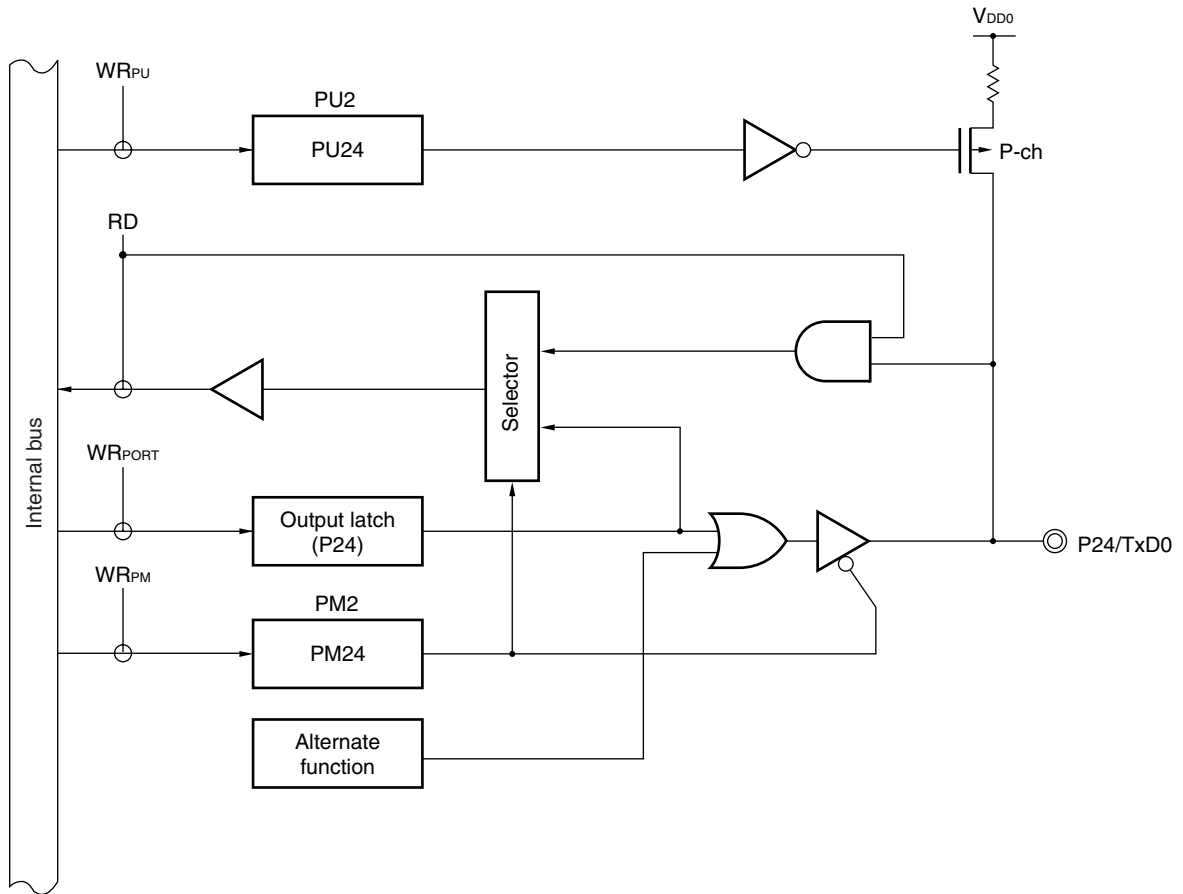 VDD0
WRPU
PU2
PU24
P-ch
RD
Selector
Internal bus
WRPORT
Output latch
(P24)
P24/TxD0
WRPM
PM2
PM24
Alternate
function